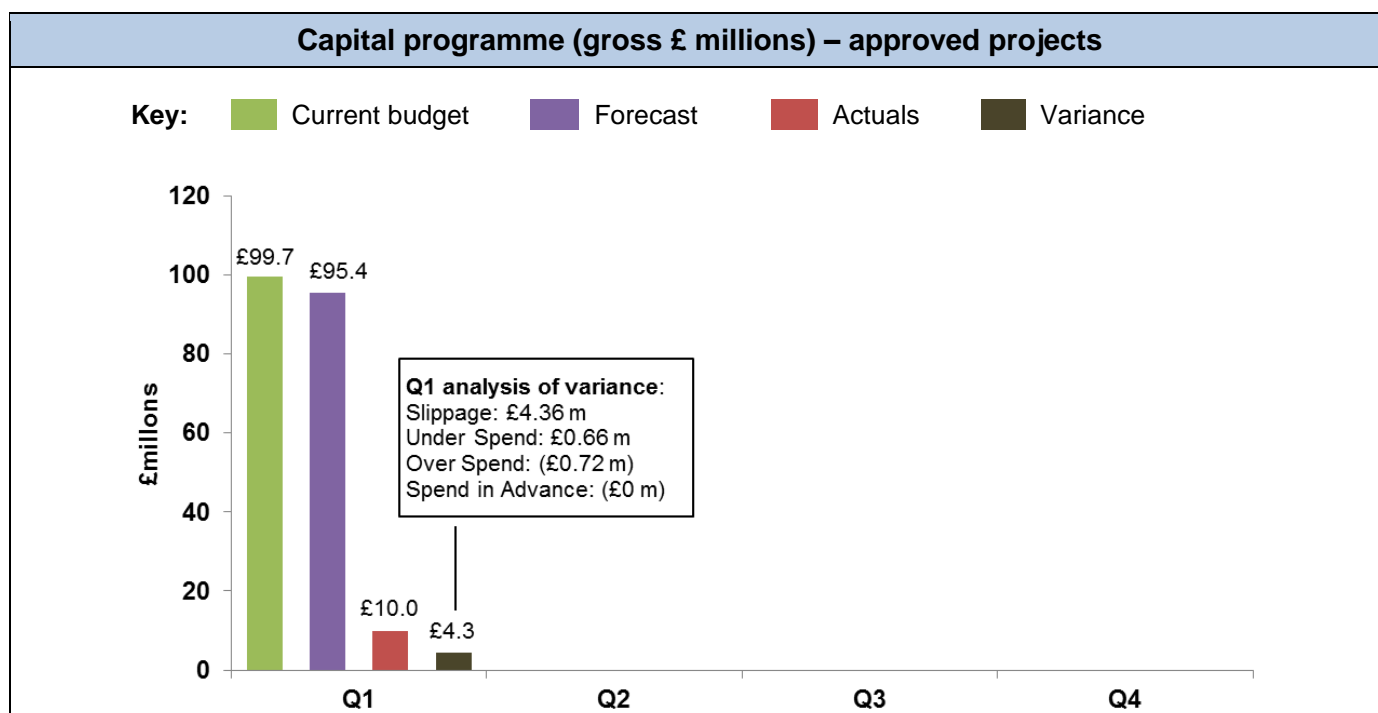 Capital programme (gross £ millions) – approved projects
Key: Current budget Forecast Actuals Variance
120
100
80
60
40
20
0
£millons
£99.7
£95.4
£10.0
£4.3
Q1 analysis of variance:
Slippage: £4.36 m
Under Spend: £0.66 m
Over Spend: (£0.72 m)
Spend in Advance: (£0 m)
Q1 Q2 Q3 Q4